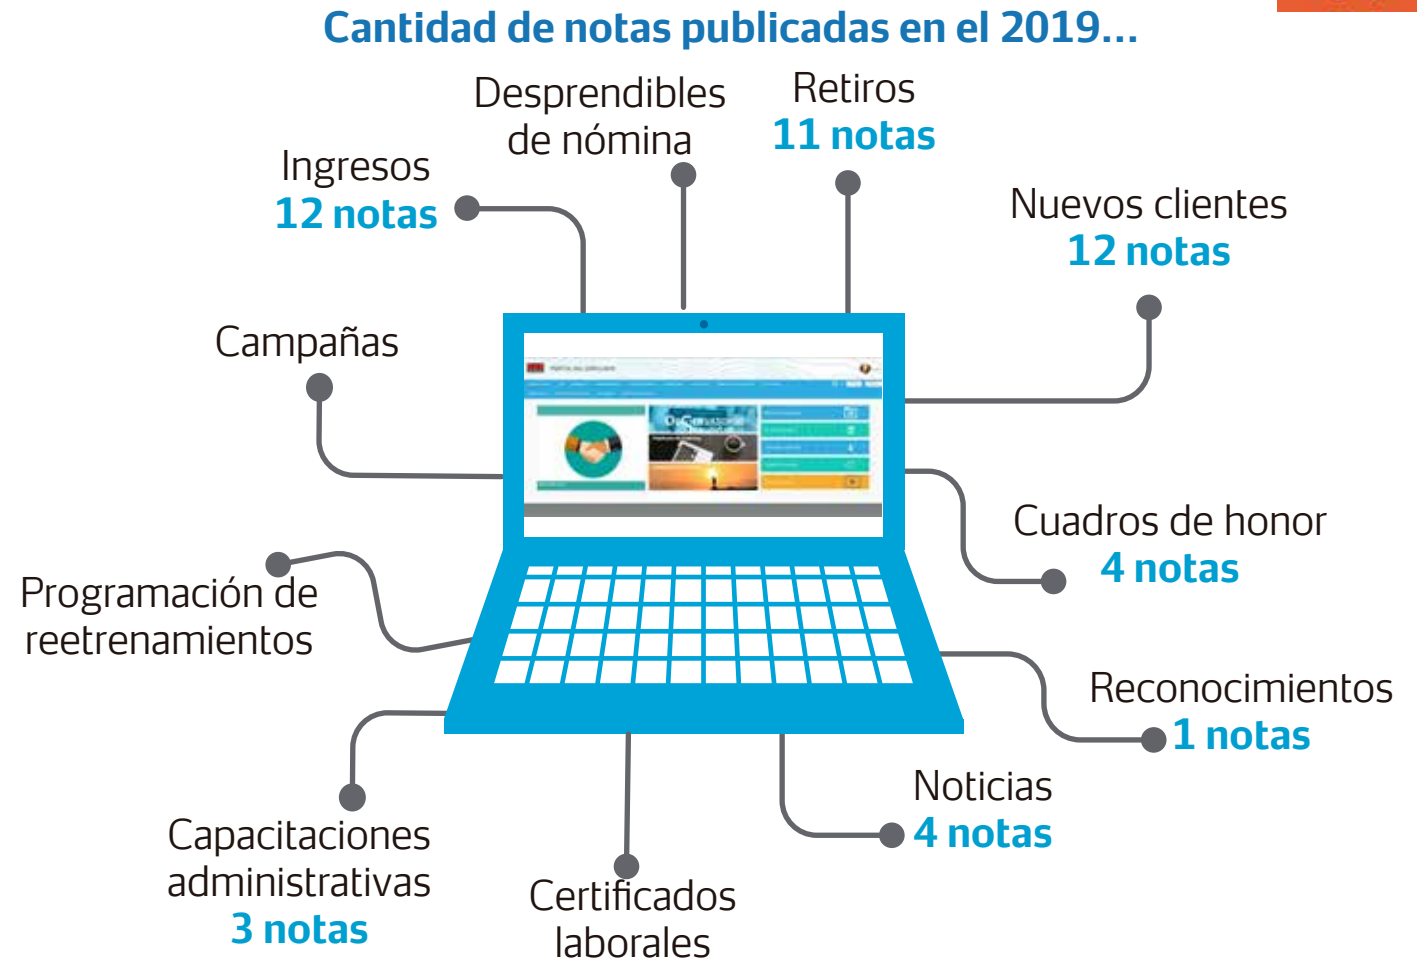 Cantidad de notas publicadas en el 2019...
Desprendibles
de nómina
Retiros
11 notas
Ingresos
12 notas
Nuevos clientes
12 notas
Campañas
Cuadros de honor
4 notas
Programación de
reetrenamientos
Reconocimientos
1 notas
Noticias
4 notas
Capacitaciones
administrativas
3 notas
Certificados
laborales